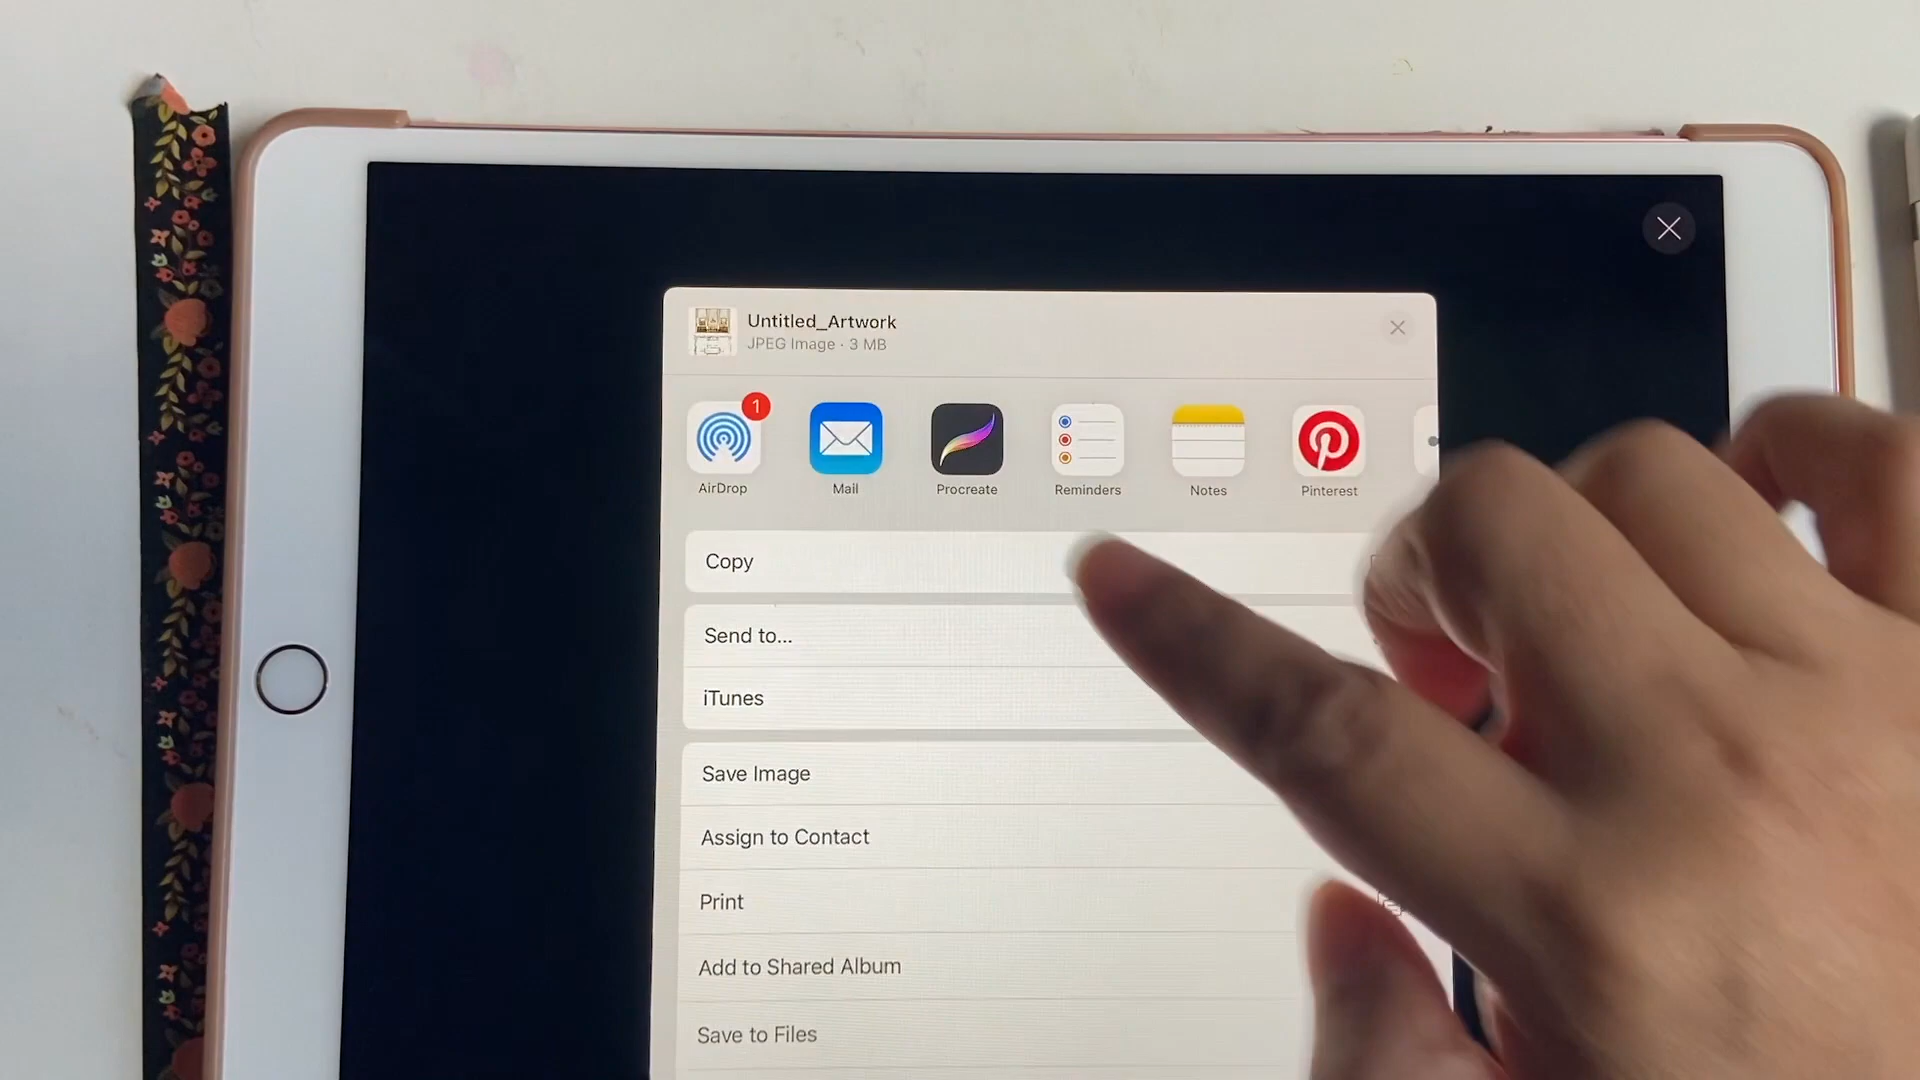 Untitled_Artwork
JPEG Image · 3 MB
1
AirDrop
Mail
Procreate
Reminders
Notes
Pinterest
Copy
Send to...
iTunes
Save Image
Assign to Contact
Print
Add to Shared Album
Save to Files